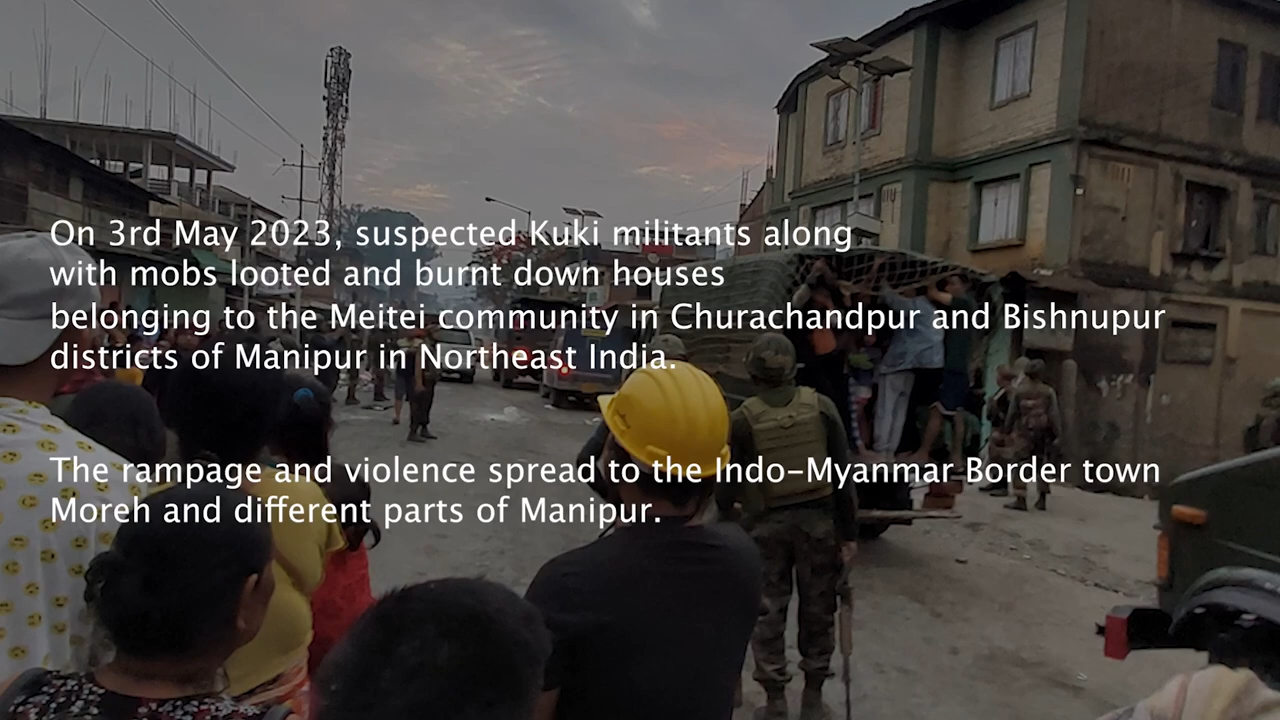 On 3rd May 2023, suspected Kuki militants along
with mobs looted and burnt down houses
belonging to the Meitei community in Churachandpur and Bishnupur
districts of Manipur in Northeast India.
The rampage and violence spread to the Indo-Myanmar Border town
Moreh and different parts of Manipur.